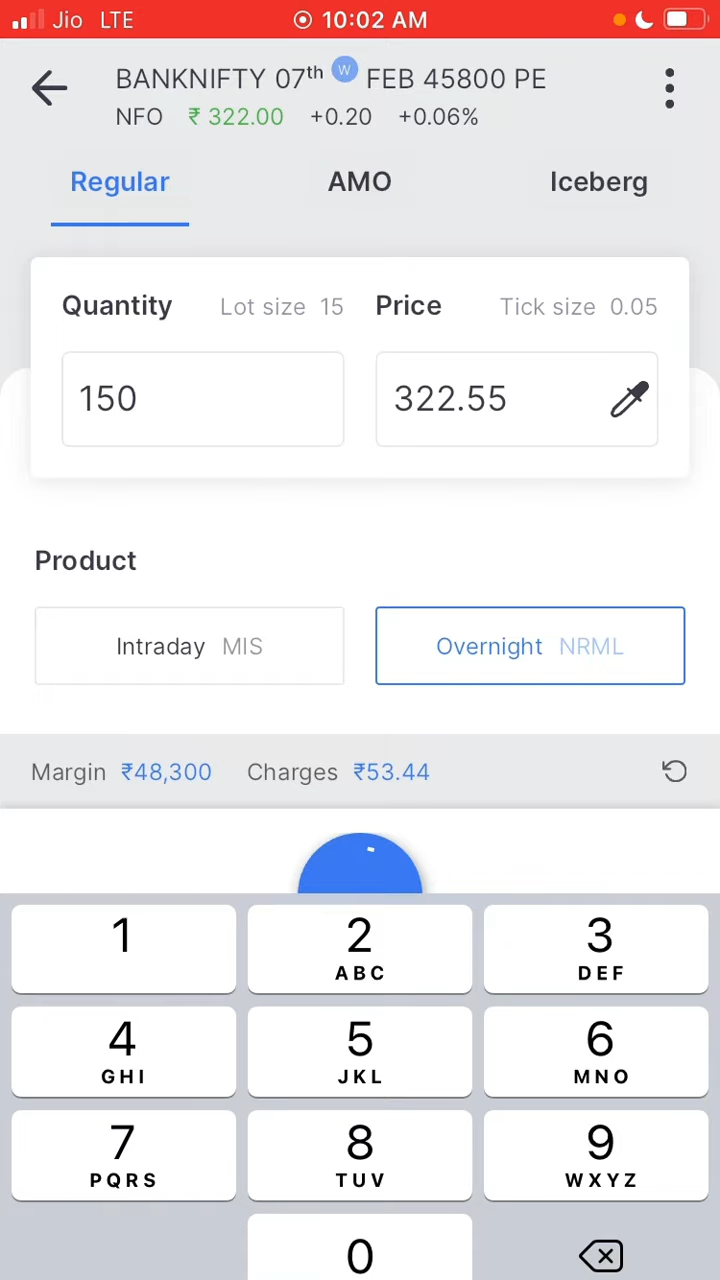 Jio LTE 10:02 AM
BANKNIFTY 07th W FEB 45800 PE
NFO ₹ 322.00 +0.20 +0.06%
Regular AMO Iceberg
Quantity Lot size 15 Price Tick size 0.05
150 322.55
Product
Intraday MIS Overnight NRML
Margin ₹48,300 Charges ₹53.44
1 2 3
ABC DEF
4 5 6
GHI JKL MNO
7 8 9
PQRS TUV WXYZ
0